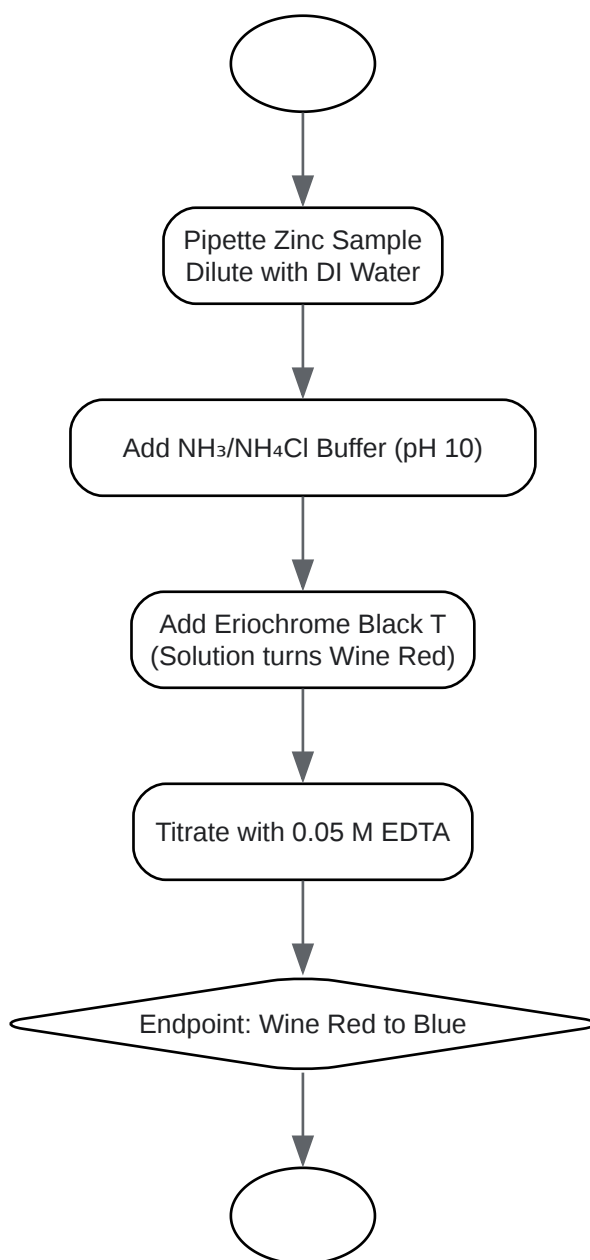 Pipette Zinc Sample
Dilute with DI Water
Add NH₃/NH₄Cl Buffer (pH 10)
Add Eriochrome Black T
(Solution turns Wine Red)
Titrate with 0.05 M EDTA
Endpoint: Wine Red to Blue